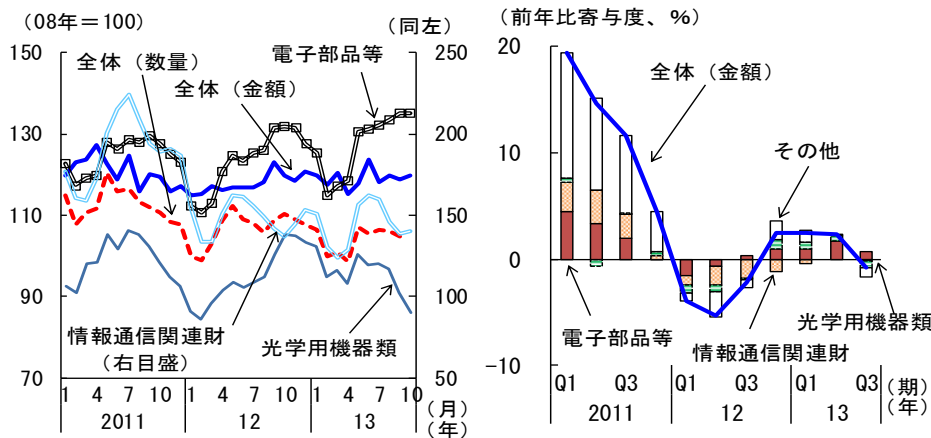 (08年＝100)
(同左)
150
130
110
90
70
250
200
150
100
50
全体（数量）
電子部品等
全体（金額）
情報通信関連財
（右目盛）
光学用機器類
1 4 7 10 1 4 7 10 1 4 7 10
(月)
2011 12 13
(年)
(前年比寄与度、%)
20
10
0
-10
全体（金額）
その他
電子部品等
情報通信関連財
光学用機器類
Q1 Q3 Q1 Q3 Q1 Q3
(期)
2011 12 13
(年)